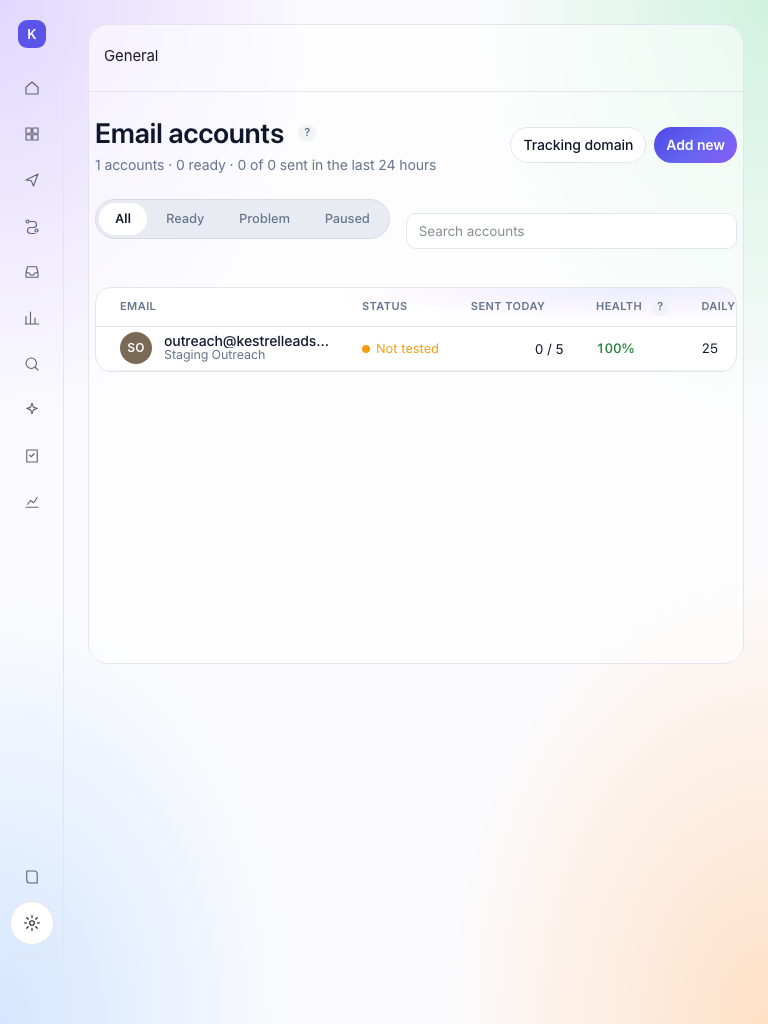 K
General
Email accounts ?
1 accounts · 0 ready · 0 of 0 sent in the last 24 hours
Tracking domain
Add new
All Ready Problem Paused
Search accounts
EMAIL STATUS SENT TODAY HEALTH ? DAILY
SO outreach@kestrelleads... Not tested 0 / 5 100% 25
Staging Outreach